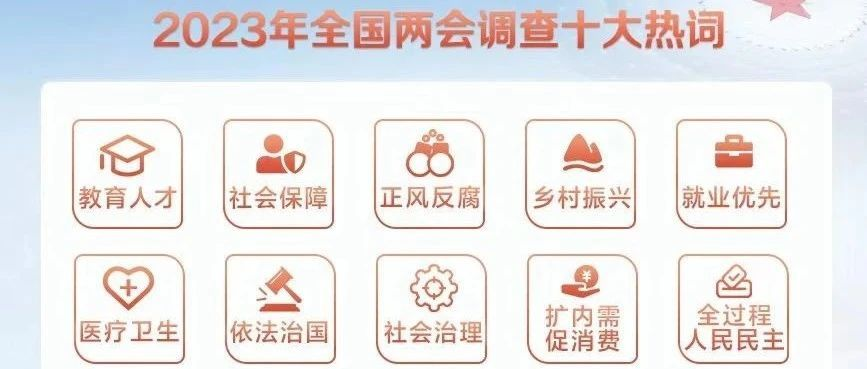 2023年全国两会调查十大热词
教育人才
社会保障
正风反腐
乡村振兴
就业优先
医疗卫生
依法治国
社会治理
扩内需
促消费
全过程
人民民主